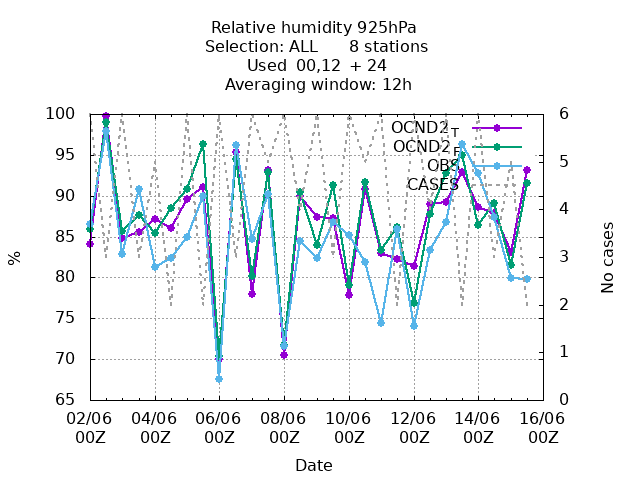 Relative humidity 925hPa
Selection: ALL 8 stations
Used 00,12 + 24
Averaging window: 12h
OCND2_T
OCND2_F
OBS
CASES
100
95
90
85
80
75
70
65
%
6
5
4
3
2
1
0
No cases
02/06 04/06 06/06 08/06 10/06 12/06 14/06 16/06
00Z 00Z 00Z 00Z 00Z 00Z 00Z 00Z
Date